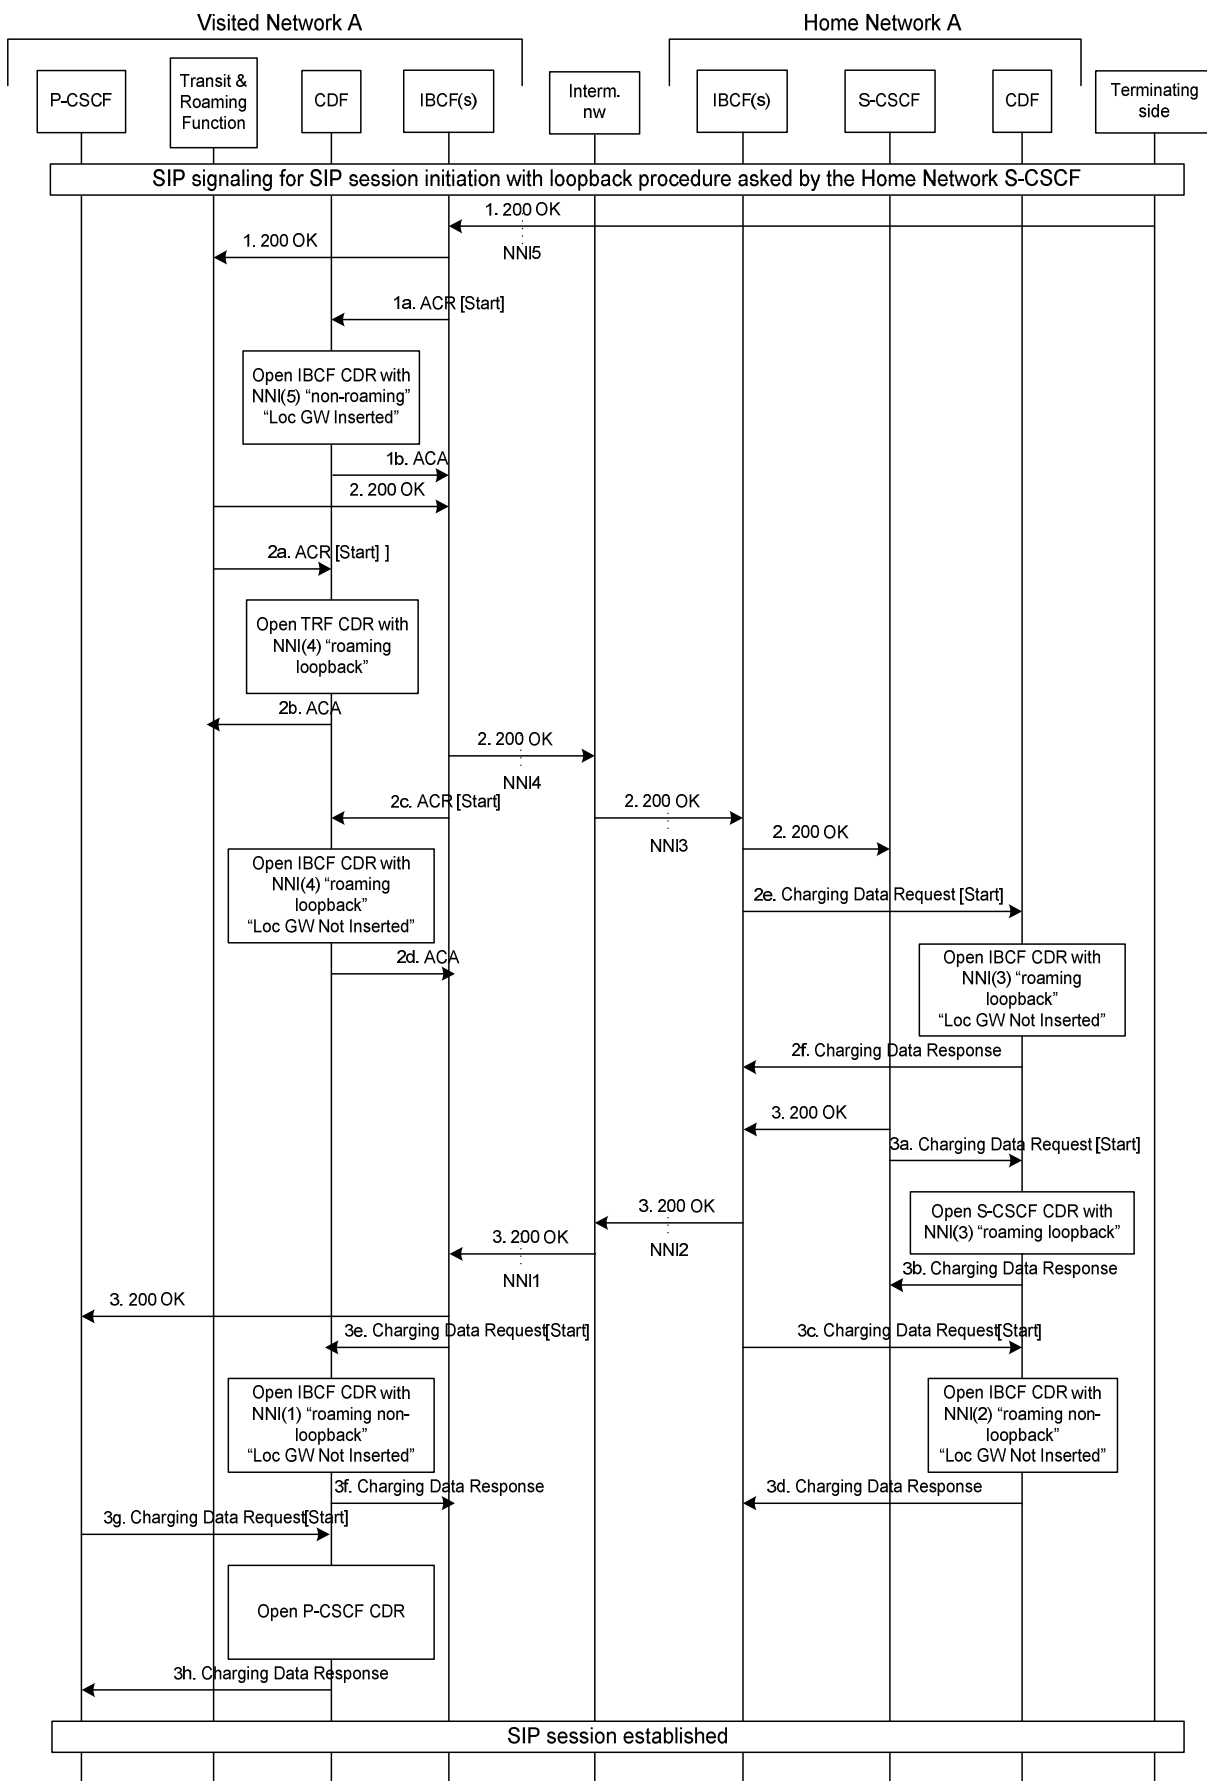 Visited Network A
Home Network A
P-CSCF
Transit &
Roaming
Function
CDF
IBCF(s)
Interm.
nw
IBCF(s)
S-CSCF
CDF
Terminating
side
SIP signaling for SIP session initiation with loopback procedure asked by the Home Network S-CSCF
1. 200 OK
NNI5
1. 200 OK
1a. ACR [Start]
Open IBCF CDR with
NNI(5) “non-roaming”
“Loc GW Inserted”
1b. ACA
2. 200 OK
2a. ACR [Start] ]
Open TRF CDR with
NNI(4) “roaming
loopback”
2b. ACA
2. 200 OK
NNI4
2c. ACR [Start]
2. 200 OK
NNI3
2. 200 OK
Open IBCF CDR with
NNI(4) “roaming
loopback”
“Loc GW Not Inserted”
2e. Charging Data Request [Start]
2d. ACA
Open IBCF CDR with
NNI(3) “roaming
loopback”
“Loc GW Not Inserted”
2f. Charging Data Response
3. 200 OK
3a. Charging Data Request [Start]
Open S-CSCF CDR with
NNI(3) “roaming loopback”
3. 200 OK
NNI2
3. 200 OK
NNI1
3b. Charging Data Response
3. 200 OK
3e. Charging Data Request[Start]
3c. Charging Data Request[Start]
Open IBCF CDR with
NNI(1) “roaming non-
loopback”
“Loc GW Not Inserted”
Open IBCF CDR with
NNI(2) “roaming non-
loopback”
“Loc GW Not Inserted”
3f. Charging Data Response
3d. Charging Data Response
3g. Charging Data Request[Start]
Open P-CSCF CDR
3h. Charging Data Response
SIP session established